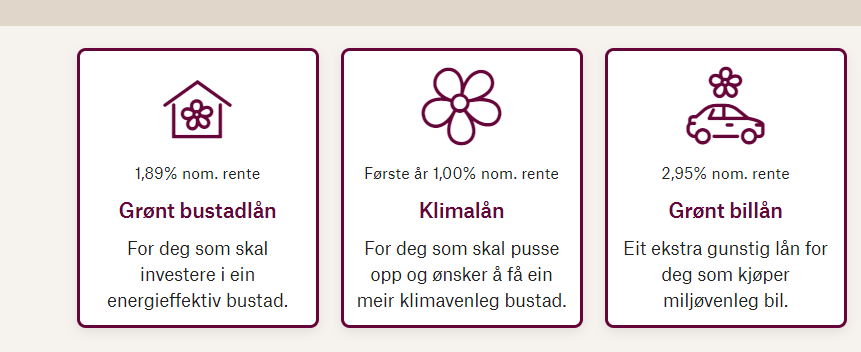 1,89% nom. rente
Grønt bustadlån
For deg som skal
investere i ein
energieffektiv bustad.
Første år 1,00% nom. rente
Klimalån
For deg som skal pusse
opp og ønsker å få ein
meir klimavenleg bustad.
2,95% nom. rente
Grønt billån
Eit ekstra gunstig lån for
deg som kjøper
miljøvenleg bil.